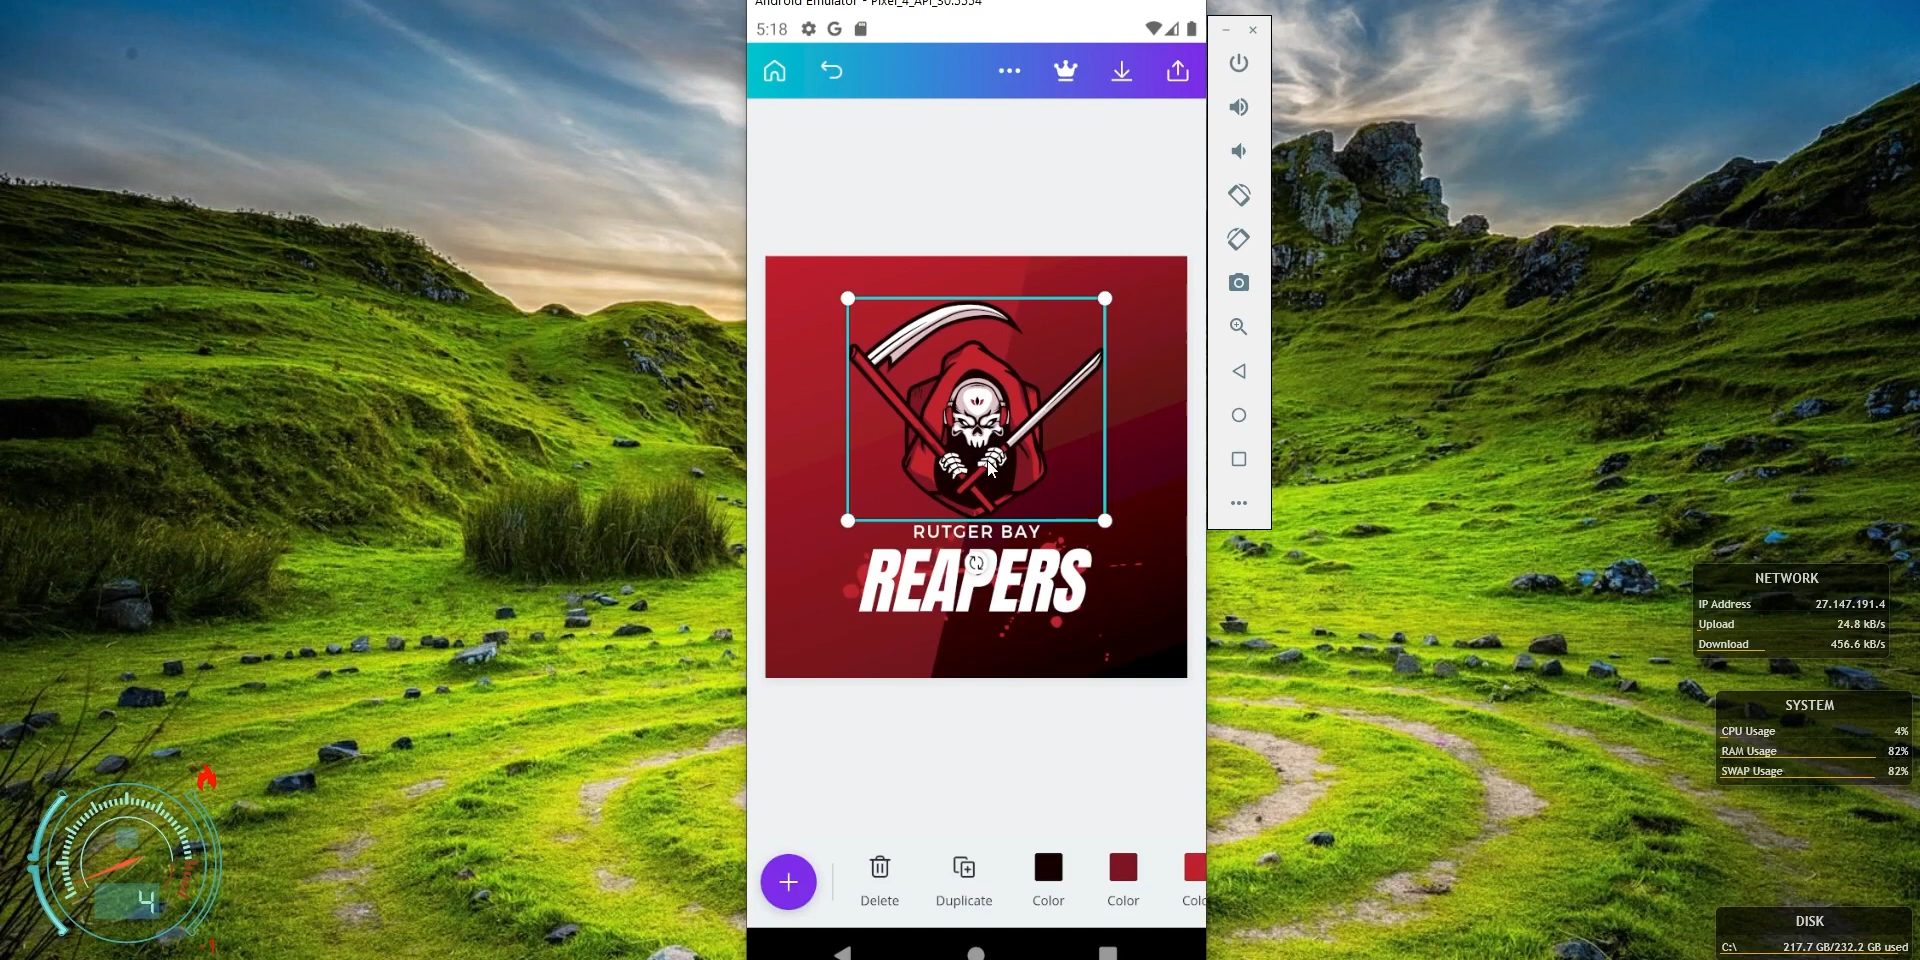 Android Emulator - Pixel_4_API_30:5554
5:18
RUTGER BAY
REAPERS
Delete
Duplicate
Color
Color
NETWORK
IP Address 27.147.191.4
Upload 24.8 kB/s
Download 456.6 kB/s
SYSTEM
CPU Usage 4%
RAM Usage 82%
SWAP Usage 82%
4
DISK
C:\ 217.7 GB/232.2 GB used